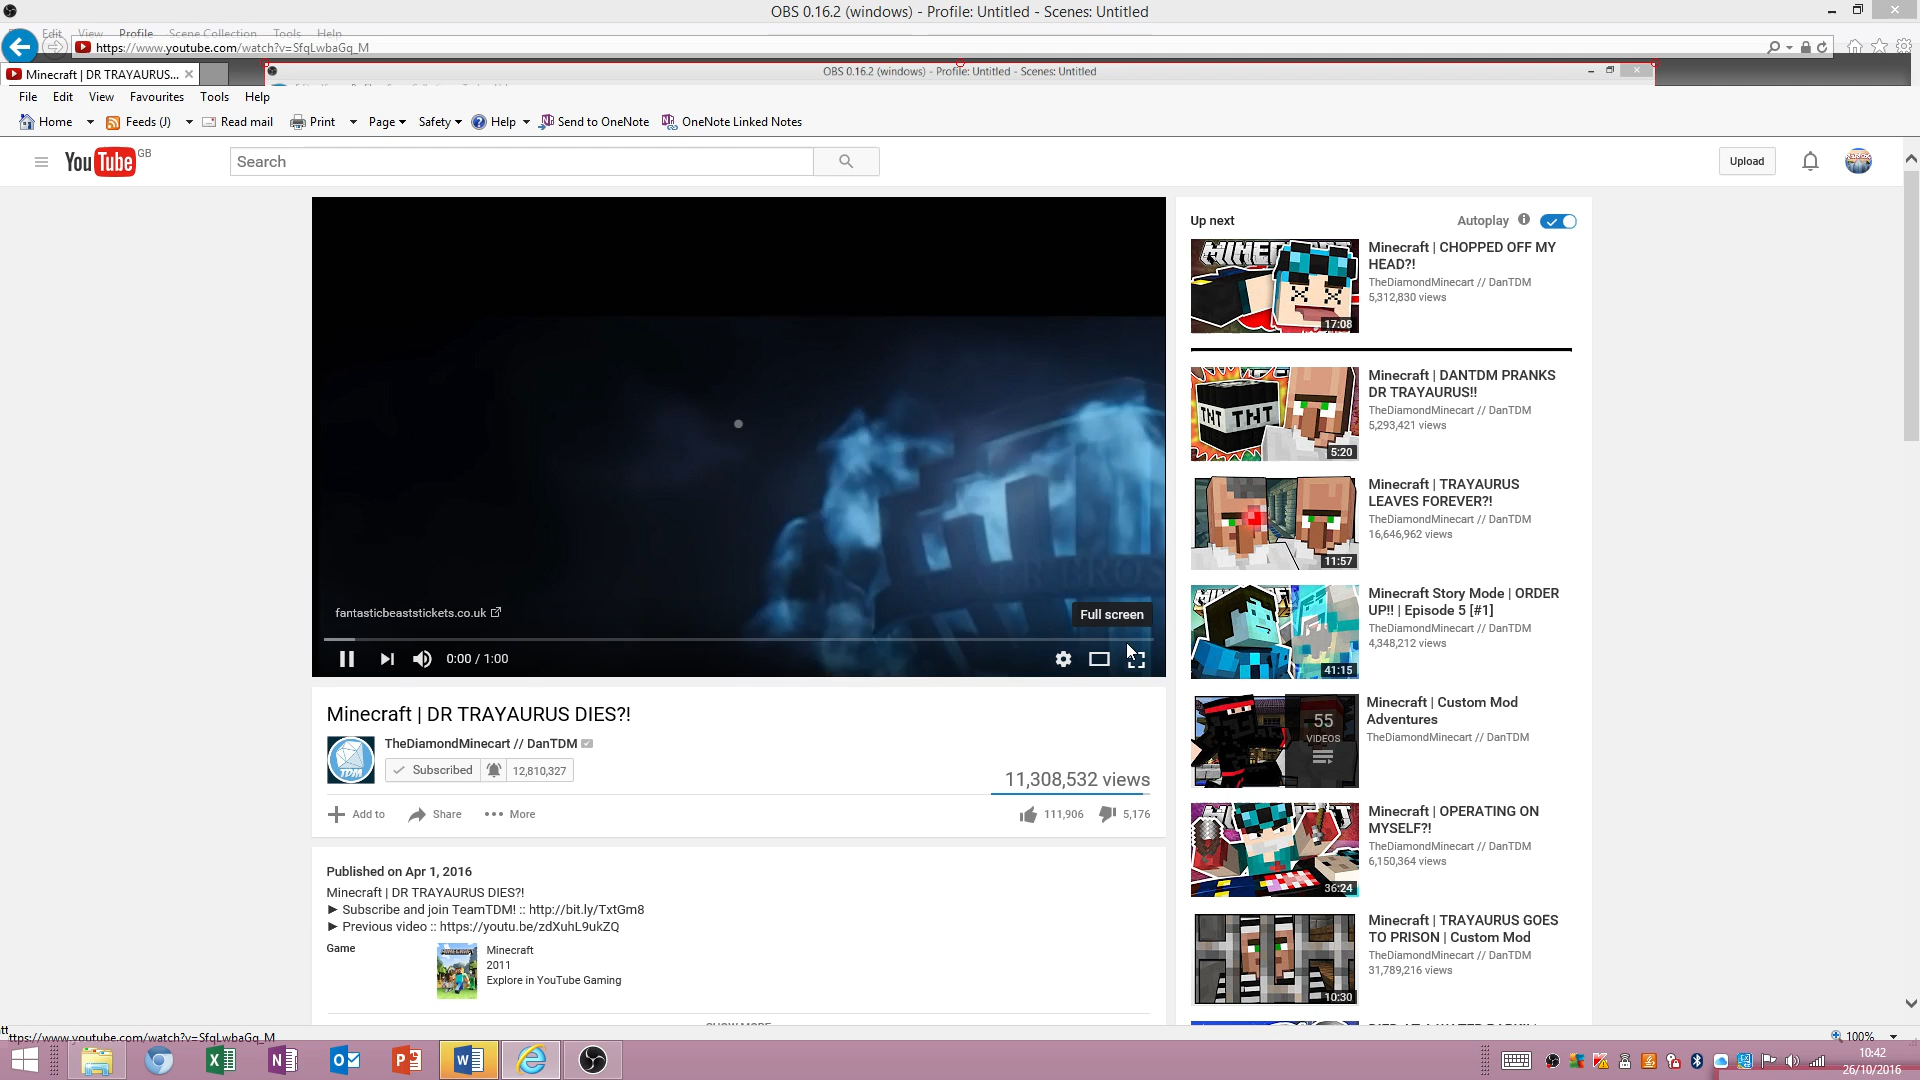 OBS 0.16.2 (windows) - Profile: Untitled - Scenes: Untitled
Edit View Profile Scene Collection Tools Help
https://www.youtube.com/watch?v=SfqLwbaGq_M
Minecraft | DR TRAYAURUS...
OBS 0.16.2 (windows) - Profile: Untitled - Scenes: Untitled
File Edit View Favourites Tools Help
Home Feeds (J) Read mail Print Page Safety Help Send to OneNote OneNote Linked Notes
YouTube GB
Search
Upload
fantasticbeaststickets.co.uk
Full screen
0:00 / 1:00
Minecraft | DR TRAYAURUS DIES?!
TheDiamondMinecart // DanTDM
TDM
Subscribed 12,810,327
11,308,532 views
Add to Share More
111,906 5,176
Published on Apr 1, 2016
Minecraft | DR TRAYAURUS DIES?!
► Subscribe and join TeamTDM! :: http://bit.ly/TxtGm8
► Previous video :: https://youtu.be/zdXuhL9ukZQ
Game
Minecraft
2011
Explore in YouTube Gaming
SHOW MORE
Up next
Autoplay
Minecraft | CHOPPED OFF MY
HEAD?!
TheDiamondMinecart // DanTDM
5,312,830 views
17:08
Minecraft | DANTDM PRANKS
DR TRAYAURUS!!
TheDiamondMinecart // DanTDM
5,293,421 views
TNT TNT
5:20
Minecraft | TRAYAURUS
LEAVES FOREVER?!
TheDiamondMinecart // DanTDM
16,646,962 views
11:57
Minecraft Story Mode | ORDER
UP!! | Episode 5 [#1]
TheDiamondMinecart // DanTDM
4,348,212 views
41:15
Minecraft | Custom Mod
Adventures
TheDiamondMinecart // DanTDM
55
VIDEOS
Minecraft | OPERATING ON
MYSELF?!
TheDiamondMinecart // DanTDM
6,150,364 views
36:24
Minecraft | TRAYAURUS GOES
TO PRISON | Custom Mod
TheDiamondMinecart // DanTDM
31,789,216 views
10:30
ttps://www.youtube.com/watch?v=SfqLwbaGq_M
100%
10:42
26/10/2016